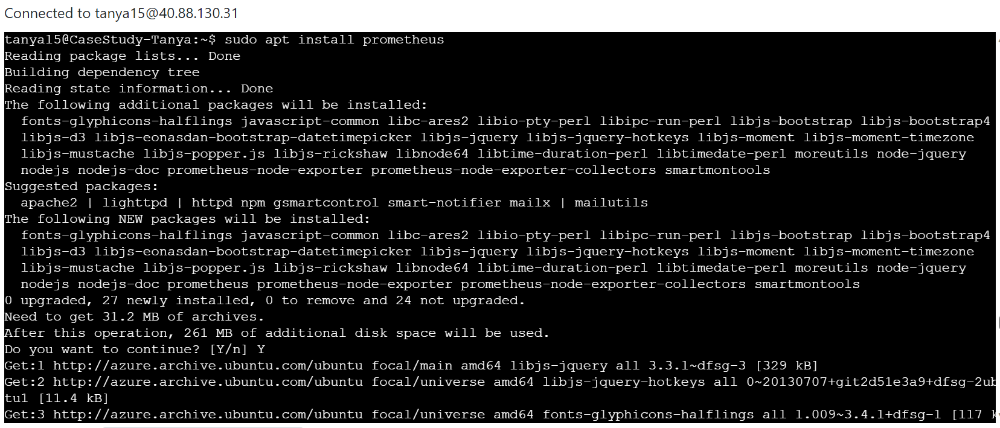 Connected to tanya15@40.88.130.31
tanya15@CaseStudy-Tanya:~$ sudo apt install prometheus
Reading package lists... Done
Building dependency tree
Reading state information... Done
The following additional packages will be installed:
  fonts-glyphicons-halflings javascript-common libc-ares2 libio-pty-perl libipc-run-perl libjs-bootstrap libjs-bootstrap4
  libjs-d3 libjs-eonasdan-bootstrap-datetimepicker libjs-jquery libjs-jquery-hotkeys libjs-moment libjs-moment-timezone
  libjs-mustache libjs-popper.js libjs-rickshaw libnode64 libtime-duration-perl libtimedate-perl moreutils node-jquery
  nodejs nodejs-doc prometheus-node-exporter prometheus-node-exporter-collectors smartmontools
Suggested packages:
  apache2 | lighttpd | httpd npm gsmartcontrol smart-notifier mailx | mailutils
The following NEW packages will be installed:
  fonts-glyphicons-halflings javascript-common libc-ares2 libio-pty-perl libipc-run-perl libjs-bootstrap libjs-bootstrap4
  libjs-d3 libjs-eonasdan-bootstrap-datetimepicker libjs-jquery libjs-jquery-hotkeys libjs-moment libjs-moment-timezone
  libjs-mustache libjs-popper.js libjs-rickshaw libnode64 libtime-duration-perl libtimedate-perl moreutils node-jquery
  nodejs nodejs-doc prometheus prometheus-node-exporter prometheus-node-exporter-collectors smartmontools
0 upgraded, 27 newly installed, 0 to remove and 24 not upgraded.
Need to get 31.2 MB of archives.
After this operation, 261 MB of additional disk space will be used.
Do you want to continue? [Y/n] Y
Get:1 http://azure.archive.ubuntu.com/ubuntu focal/main amd64 libjs-jquery all 3.3.1~dfsg-3 [329 kB]
Get:2 http://azure.archive.ubuntu.com/ubuntu focal/universe amd64 libjs-jquery-hotkeys all 0~20130707+git2d51e3a9+dfsg-2ub
tu1 [11.4 kB]
Get:3 http://azure.archive.ubuntu.com/ubuntu focal/universe amd64 fonts-glyphicons-halflings all 1.009~3.4.1+dfsg-1 [117 k